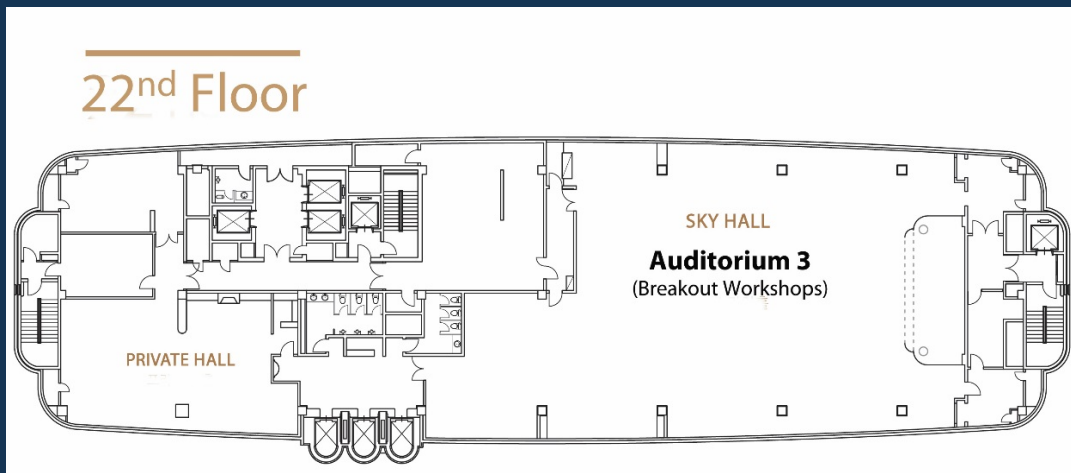 22nd Floor
SKY HALL
Auditorium 3
(Breakout Workshops)
PRIVATE HALL